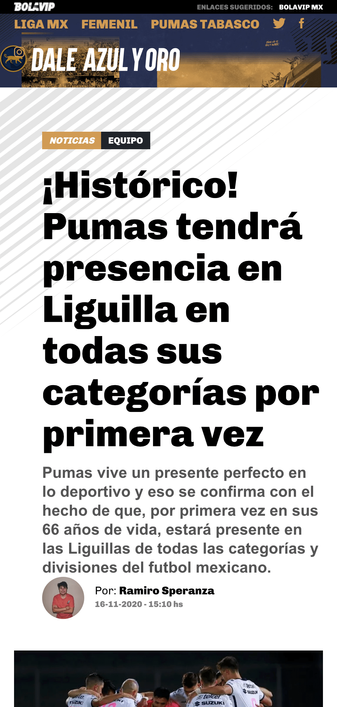 BOLAVIP
ENLACES SUGERIDOS: BOLAVIP MX
LIGA MX FEMENIL PUMAS TABASCO
DALE AZUL Y ORO
NOTICIAS EQUIPO
¡Histórico!
Pumas tendrá
presencia en
Liguilla en
todas sus
categorías por
primera vez
Pumas vive un presente perfecto en
lo deportivo y eso se confirma con el
hecho de que, por primera vez en sus
66 años de vida, estará presente en
las Liguillas de todas las categorías y
divisiones del futbol mexicano.
Por: Ramiro Speranza
16-11-2020 - 15:10 hs